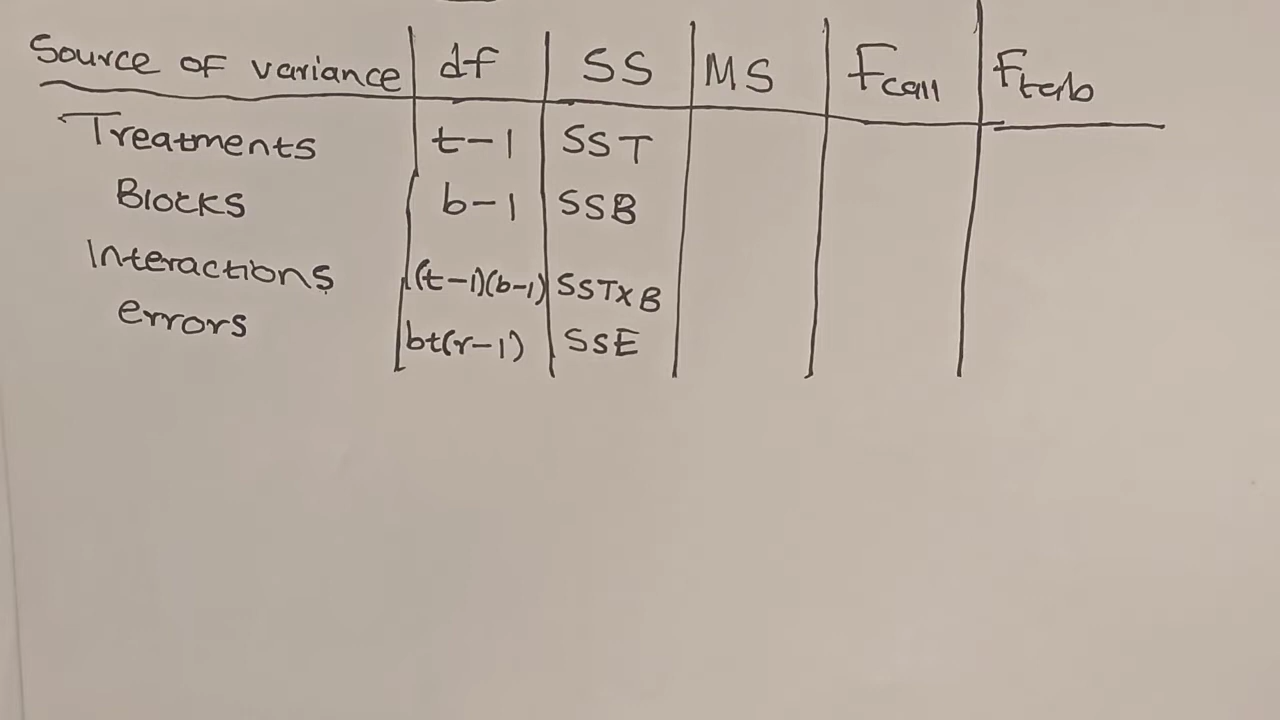 Source of variance df SS MS Fcal1 Ftab
Treatments t-1 SST
Blocks b-1 SSB
Interactions (t-1)(b-1) SSTxB
errors bt(r-1) SSE